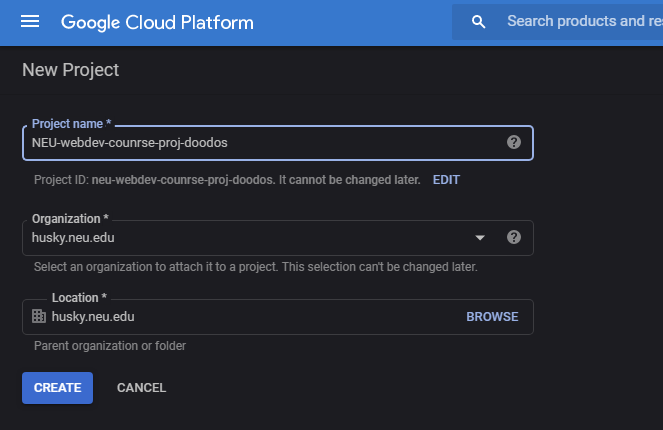 Google Cloud Platform
Search products and re
New Project
Project name *
NEU-webdev-counrse-proj-doodos
Project ID: neu-webdev-counrse-proj-doodos. It cannot be changed later. EDIT
Organization *
husky.neu.edu
Select an organization to attach it to a project. This selection can't be changed later.
Location *
husky.neu.edu BROWSE
Parent organization or folder
CREATE CANCEL